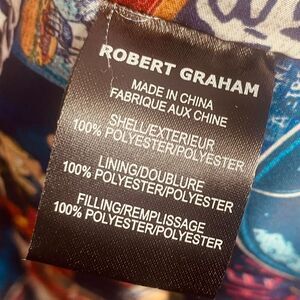 ROBERT GRAHAM
MADE IN CHINA
FABRIQUE AUX CHINE
SHELL/EXTERIEUR
100% POLYESTER/POLYESTER
LINING/DOUBLURE
100% POLYESTER/POLYESTER
FILLING/REMPLISSAGE
100% POLYESTER/POLYESTER